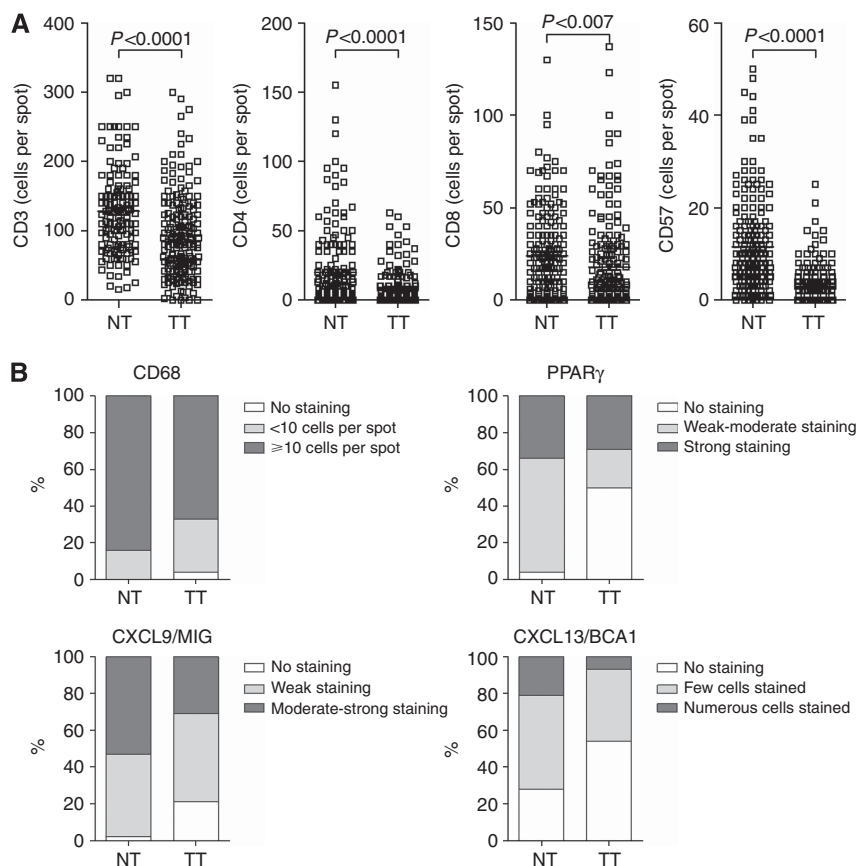 A
P<0.0001
CD3 (cells per spot)
400
300
200
100
0
NT TT
P<0.0001
CD4 (cells per spot)
200
150
100
50
0
NT TT
P<0.007
CD8 (cells per spot)
150
100
50
0
NT TT
P<0.0001
CD57 (cells per spot)
60
40
20
0
NT TT
B
CD68
%
100
80
60
40
20
0
NT TT
No staining
<10 cells per spot
⩾10 cells per spot
PPARγ
%
100
80
60
40
20
0
NT TT
No staining
Weak-moderate staining
Strong staining
CXCL9/MIG
%
100
80
60
40
20
0
NT TT
No staining
Weak staining
Moderate-strong staining
CXCL13/BCA1
%
100
80
60
40
20
0
NT TT
No staining
Few cells stained
Numerous cells stained